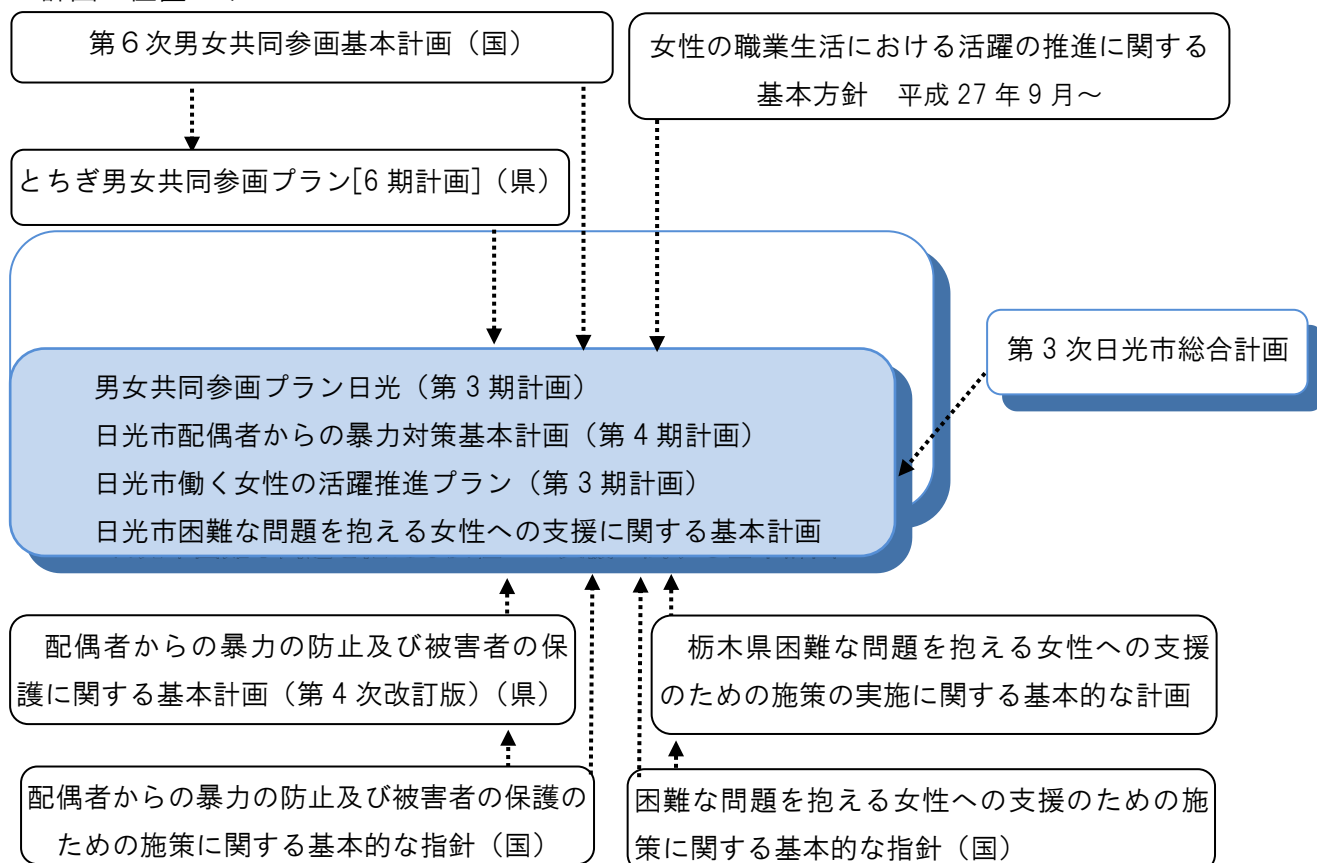 第６次男女共同参画基本計画（国）
女性の職業生活における活躍の推進に関する
基本方針　平成27年9月～
とちぎ男女共同参画プラン[6期計画]（県）
第3次日光市総合計画
男女共同参画プラン日光（第3期計画）
日光市配偶者からの暴力対策基本計画（第4期計画）
日光市働く女性の活躍推進プラン（第3期計画）
日光市困難な問題を抱える女性への支援に関する基本計画
配偶者からの暴力の防止及び被害者の保
護に関する基本計画（第4次改訂版）（県）
栃木県困難な問題を抱える女性への支援
のための施策の実施に関する基本的な計画
配偶者からの暴力の防止及び被害者の保護の
ための施策に関する基本的な指針（国）
困難な問題を抱える女性への支援のための施
策に関する基本的な指針（国）